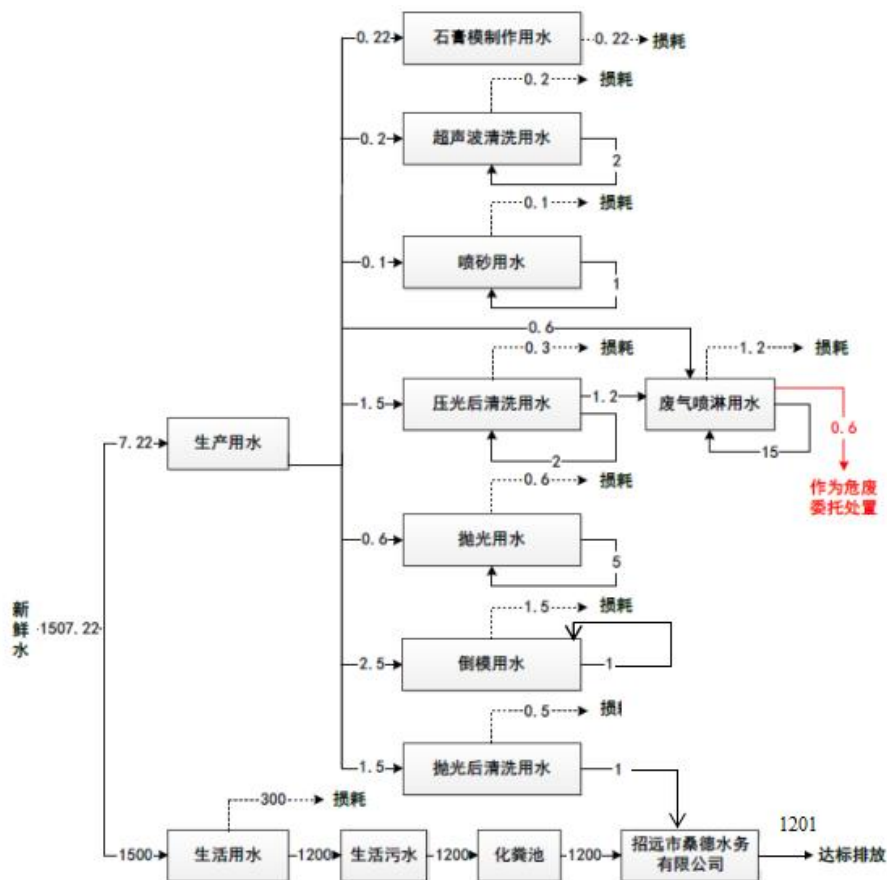 0.22
石膏模制作用水
0.22
损耗
0.2
损耗
0.2
超声波清洗用水
2
0.1
损耗
0.1
喷砂用水
1
0.6
0.3
损耗
1.2
损耗
1.5
压光后清洗用水
1.2
废气喷淋用水
2
15
0.6
作为危废
委托处置
7.22
生产用水
0.6
损耗
0.6
抛光用水
5
新鲜水
1507.22
1.5
损耗
2.5
倒模用水
1
0.5
损耗
1.5
抛光后清洗用水
1
300
损耗
1500
生活用水
1200
生活污水
1200
化粪池
1200
招远市桑德水务
有限公司
1201
达标排放